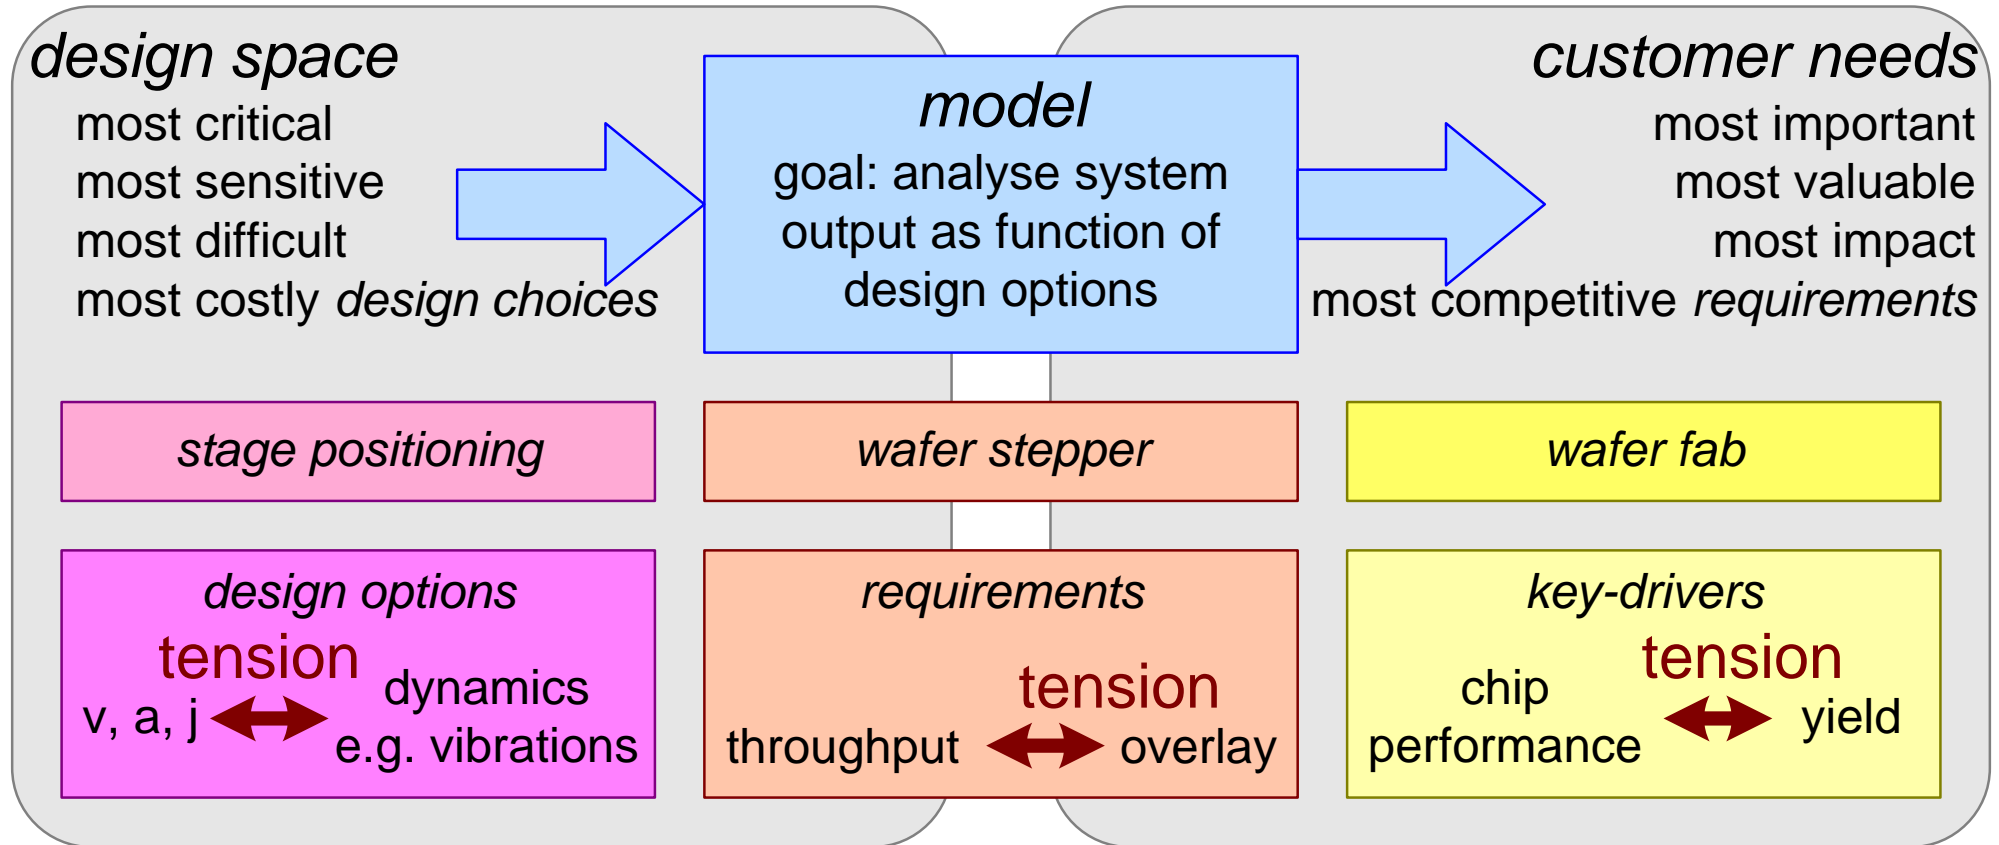 design space
most critical
most sensitive
most difficult
most costly design choices
model
goal: analyse system
output as function of
design options
customer needs
most important
most valuable
most impact
most competitive requirements
stage positioning
wafer stepper
wafer fab
design options
tension
v, a, j
dynamics
e.g. vibrations
requirements
tension
throughput
overlay
key-drivers
tension
chip
performance
yield